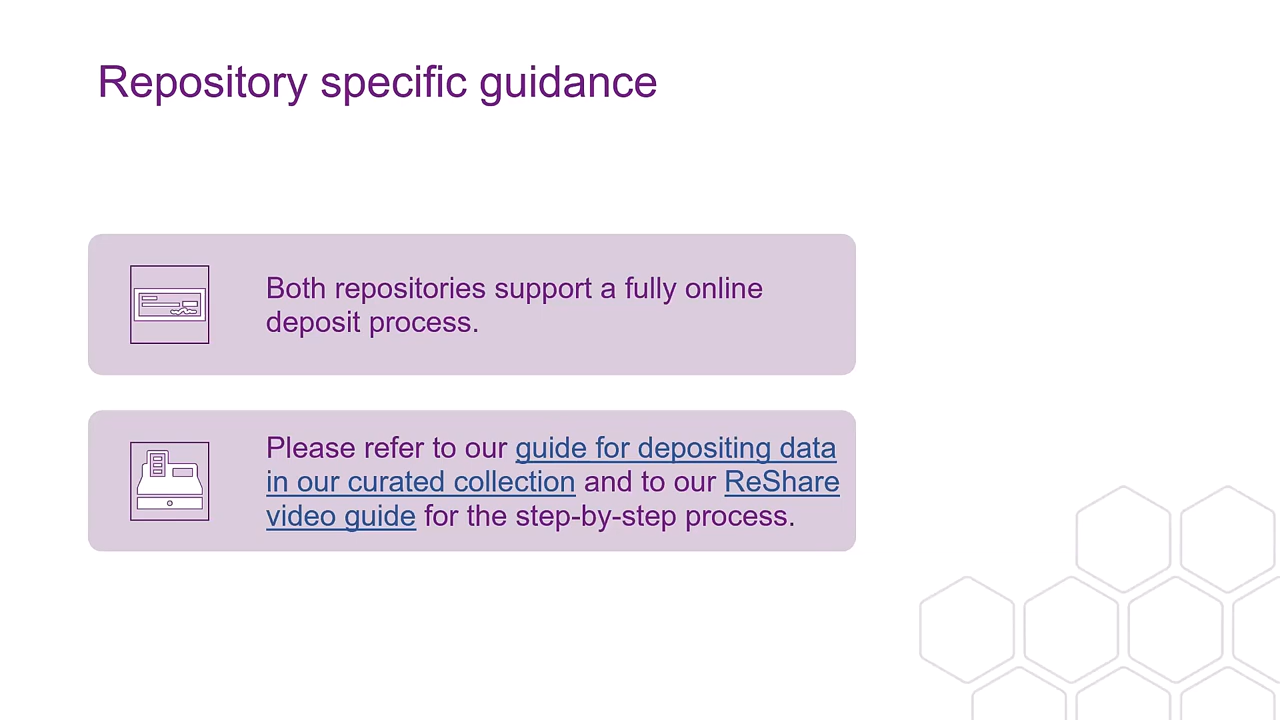 Repository specific guidance
Both repositories support a fully online
deposit process.
Please refer to our guide for depositing data
in our curated collection and to our ReShare
video guide for the step-by-step process.